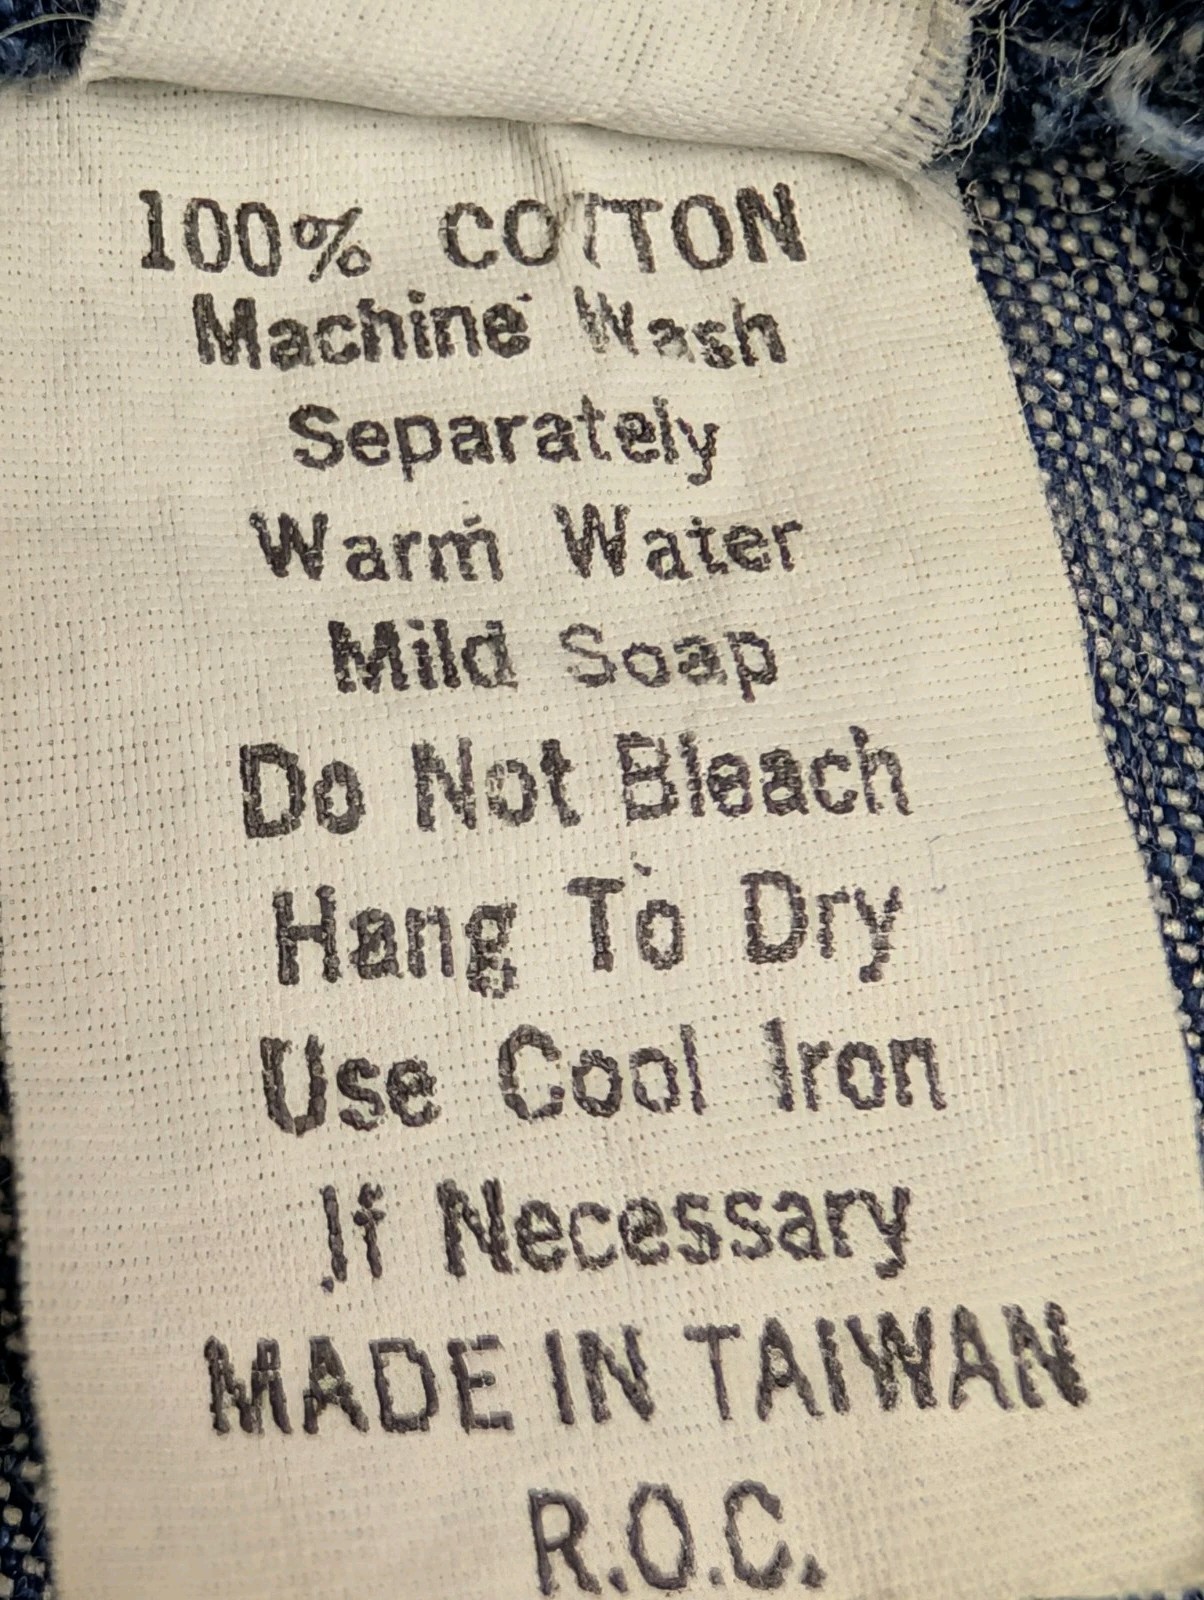 100% COTTON
Machine Wash
Separately
Warm Water
Mild Soap
Do Not Bleach
Hang To Dry
Use Cool Iron
If Necessary
MADE IN TAIWAN
R.O.C.